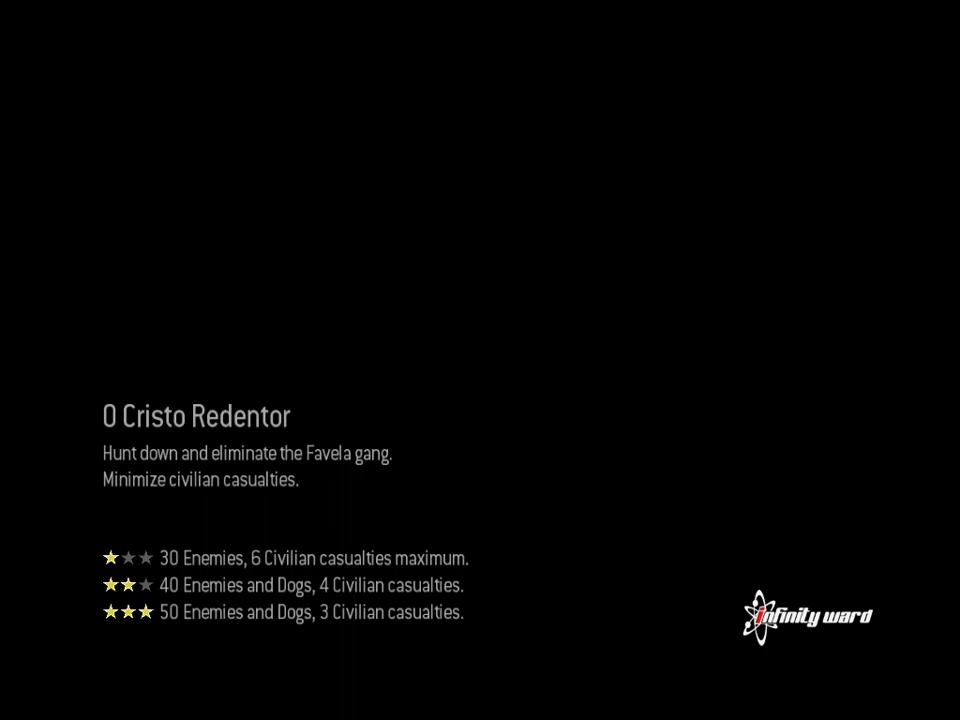 O Cristo Redentor
Hunt down and eliminate the Favela gang.
Minimize civilian casualties.
30 Enemies, 6 Civilian casualties maximum.
40 Enemies and Dogs, 4 Civilian casualties.
50 Enemies and Dogs, 3 Civilian casualties.
infinity ward